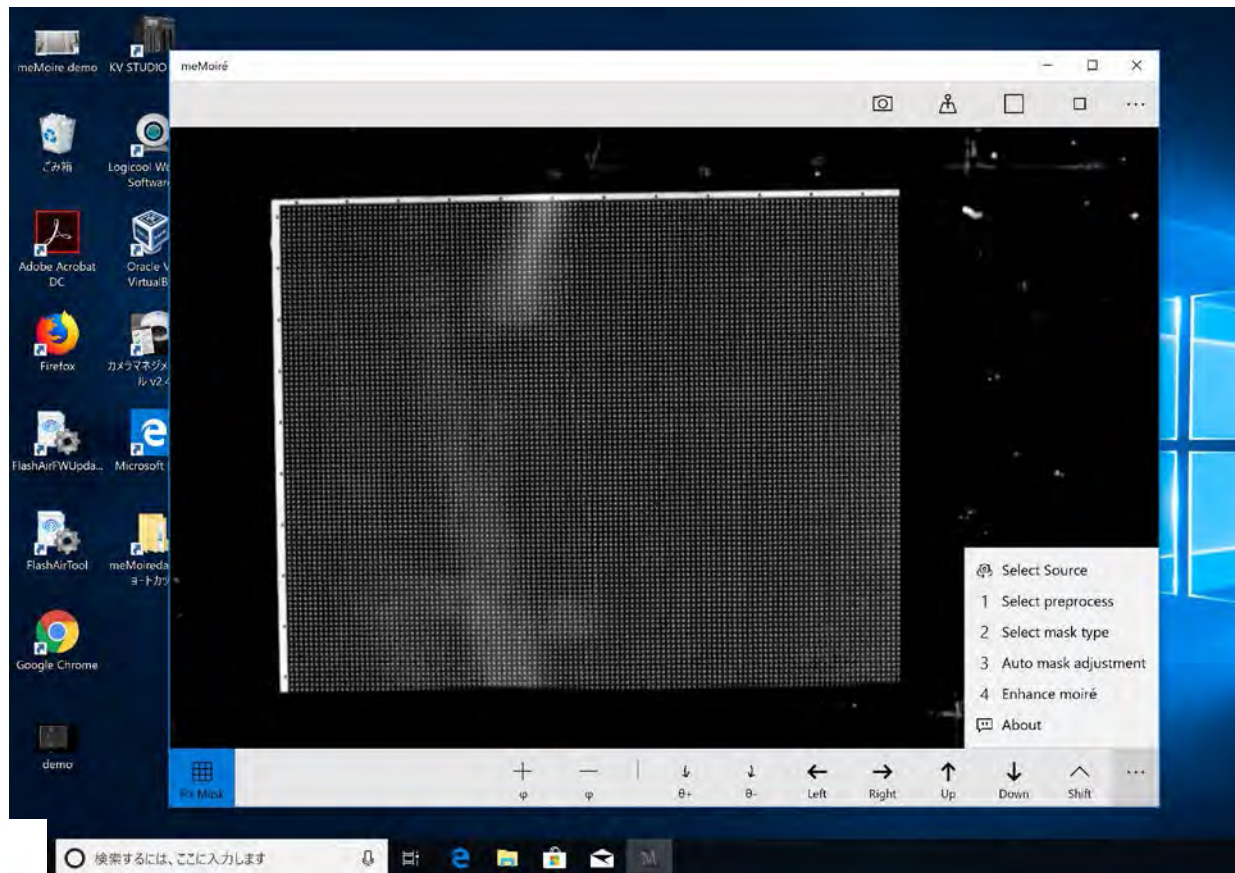 meMoire demo
KV STUDIO
meMoiré
ごみ箱
Logicool We
Software
Adobe Acrobat
DC
Oracle V
VirtualB
Firefox
カメラマネジメ
ル v2.4
FlashAirFWUpda...
Microsoft
FlashAirTool
meMoireda
ョートカッ
Google Chrome
demo
Select Source
1 Select preprocess
2 Select mask type
3 Auto mask adjustment
4 Enhance moiré
About
Fix Mask
φ
φ
θ+
θ-
Left
Right
Up
Down
Shift
検索するには、ここに入力します